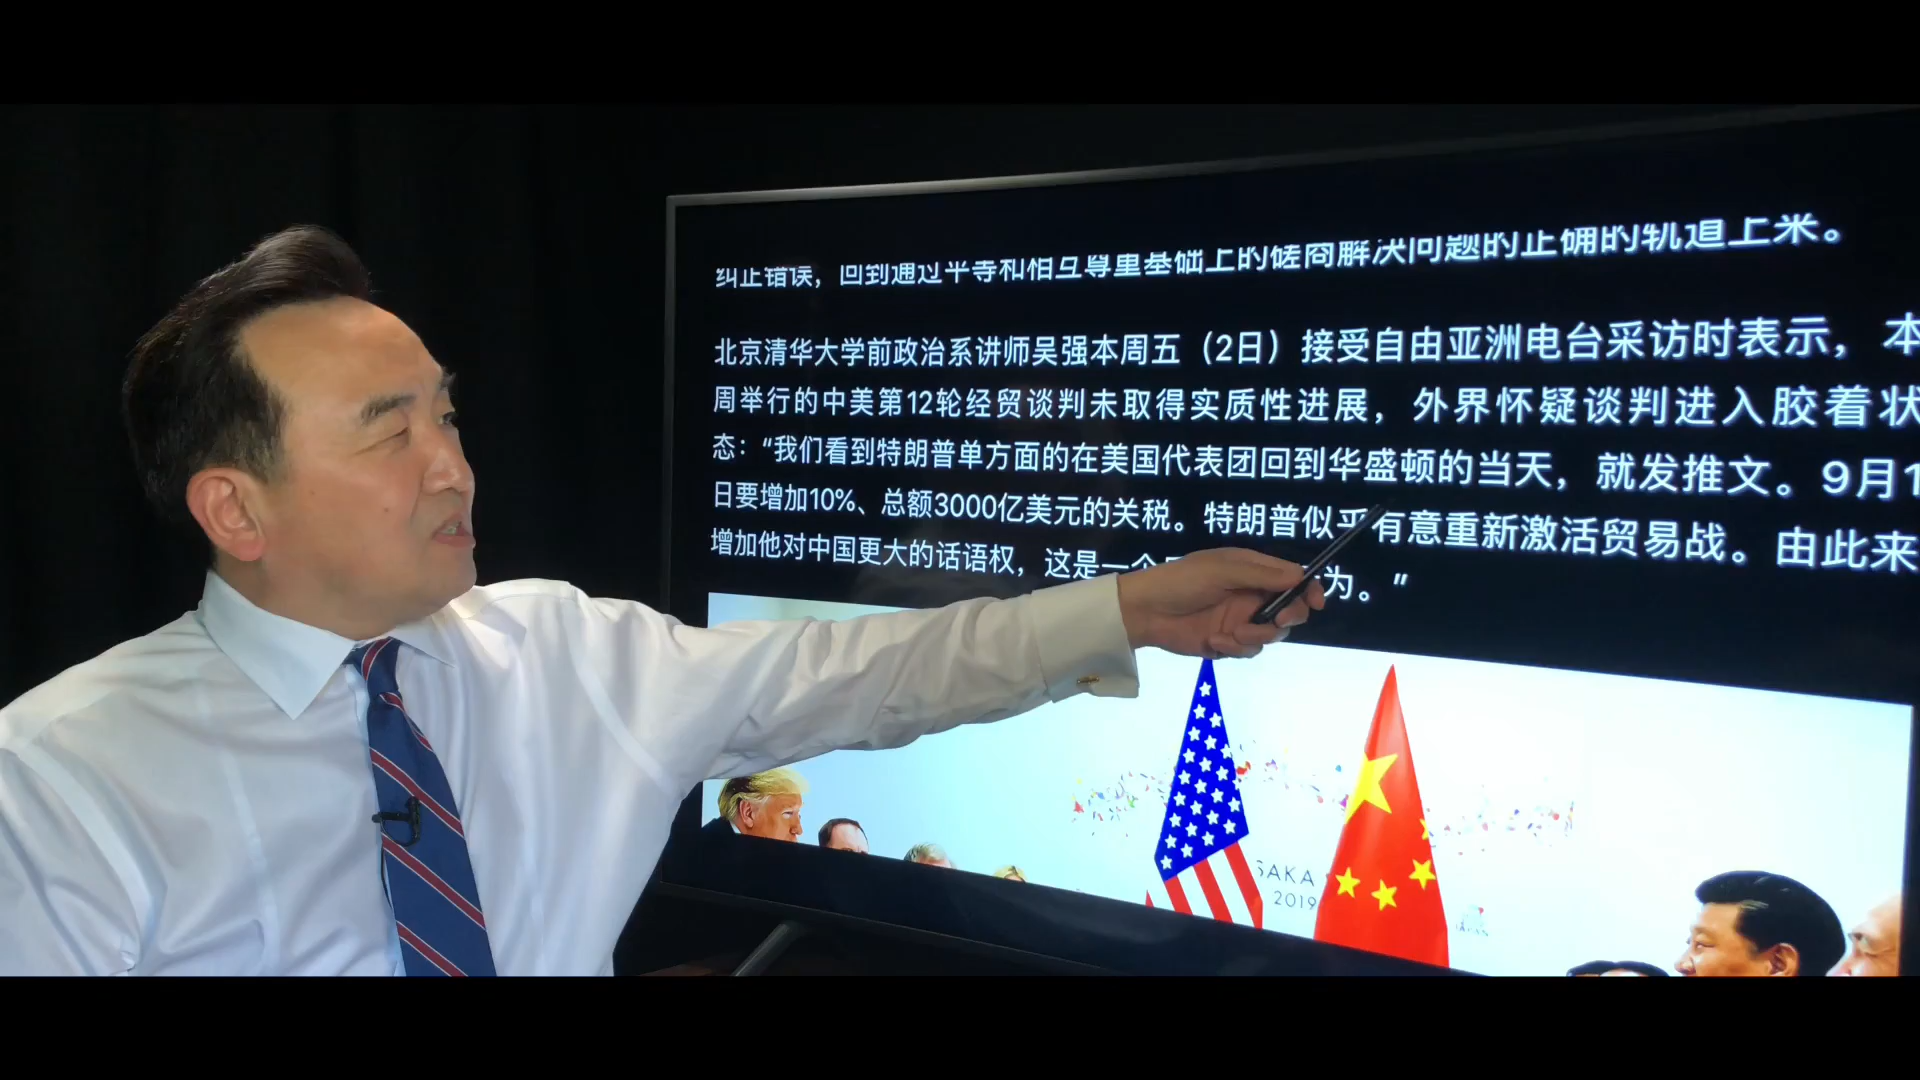 纠正错误，回到通过平等和相互尊重基础上的磋商解决问题的正确的轨道上来。
北京清华大学前政治系讲师吴强本周五（2日）接受自由亚洲电台采访时表示，本
周举行的中美第12轮经贸谈判未取得实质性进展，外界怀疑谈判进入胶着状
态：“我们看到特朗普单方面的在美国代表团回到华盛顿的当天，就发推文。9月1
日要增加10%、总额3000亿美元的关税。特朗普似乎有意重新激活贸易战。由此来
增加他对中国更大的话语权，这是一个 为。”
SAKA
2019